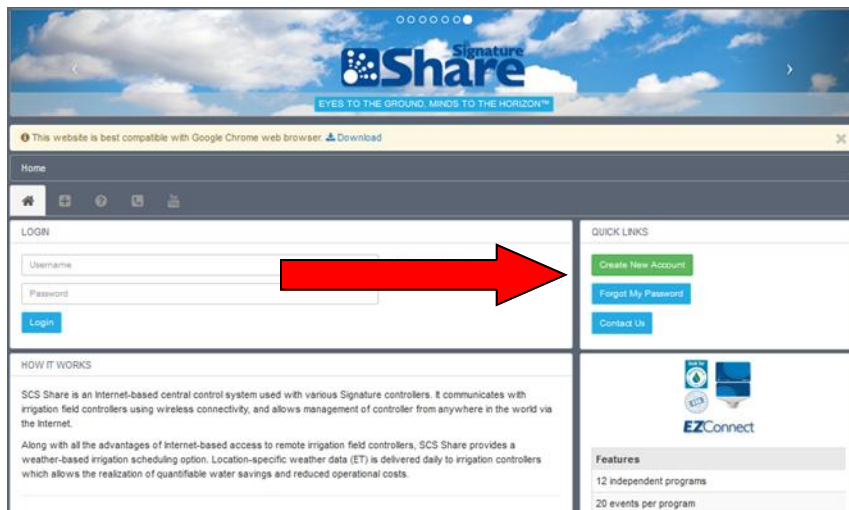 Signature
Share
EYES TO THE GROUND, MINDS TO THE HORIZON™
This website is best compatible with Google Chrome web browser. Download
Home
LOGIN
Username
Password
Login
QUICK LINKS
Create New Account
Forgot My Password
Contact Us
HOW IT WORKS
SCS Share is an Internet-based central control system used with various Signature controllers. It communicates with
irrigation field controllers using wireless connectivity, and allows management of controller from anywhere in the world via
the Internet.
Along with all the advantages of Internet-based access to remote irrigation field controllers, SCS Share provides a
weather-based irrigation scheduling option. Location-specific weather data (ET) is delivered daily to irrigation controllers
which allows the realization of quantifiable water savings and reduced operational costs.
EZConnect
Features
12 independent programs
20 events per program